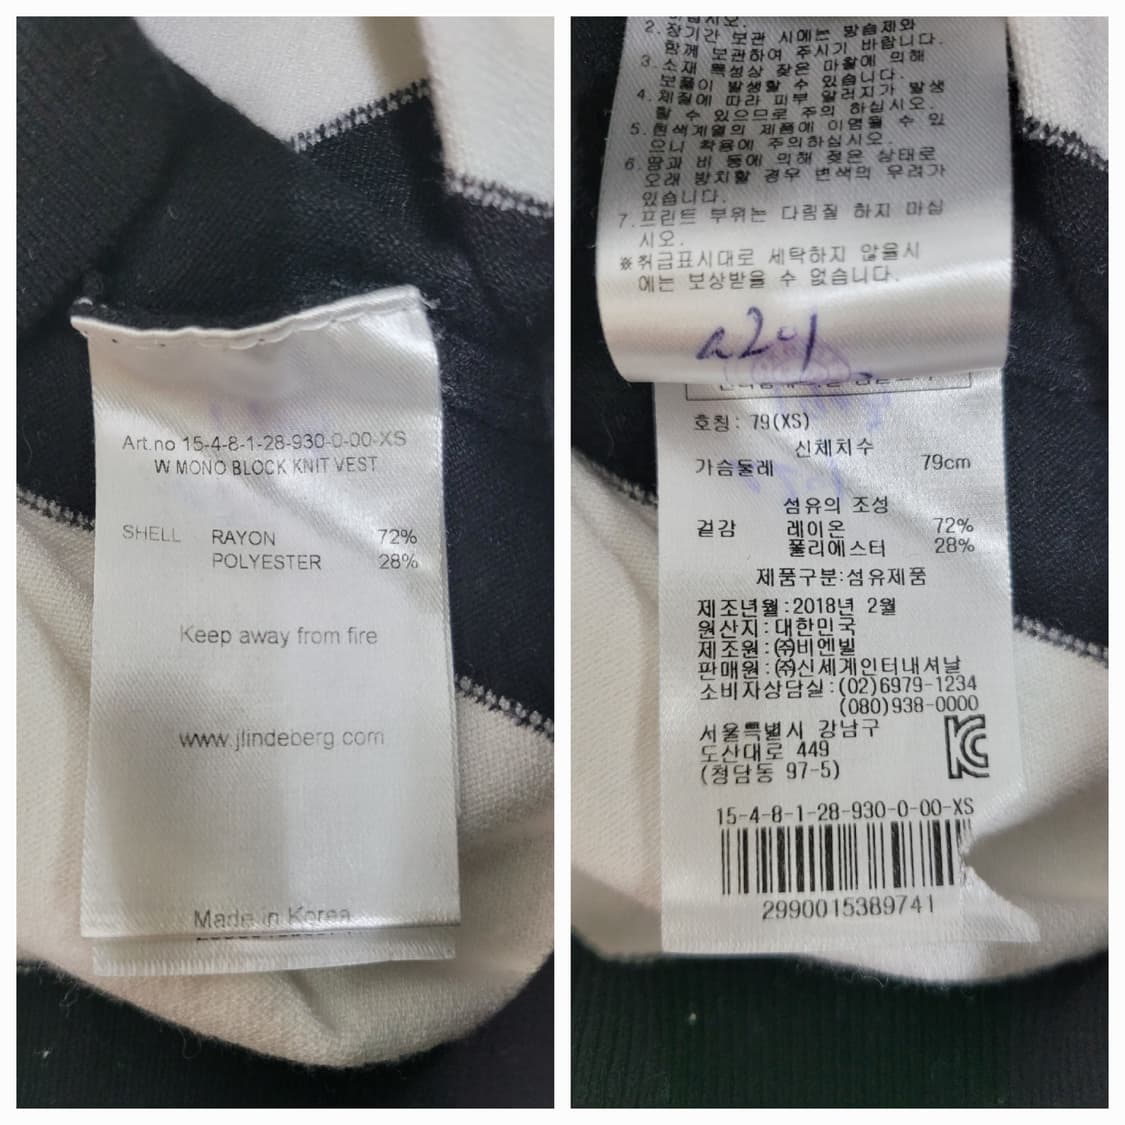 Art.no 15-4-8-1-28-930-0-00-XS
W MONO BLOCK KNIT VEST
SHELL RAYON 72%
POLYESTER 28%
Keep away from fire
www.jlindeberg.com
Made in Korea
2.장기간 보관 시에는 방습제와
함께 보관하여 주시기 바랍니다.
3.소재 특성상 잦은 마찰에 의해
보풀이 발생할 수 있습니다.
4.체질에 따라 피부 알러지가 발생
할 수 있으므로 주의 하십시오.
5.현색계열의 제품에 이염될 수 있
으니 착용에 주의하십시오.
6.땀과 비 등에 의해 젖은 상태로
오래 방치할 경우 변색의 우려가
있습니다.
7.프린트 부위는 다림질 하지 마십
시오.
※취급표시대로 세탁하지 않을시
에는 보상받을 수 없습니다.
호칭: 79(XS)
신체치수
가슴둘레 79cm
섬유의 조성
겉감 레이온 72%
폴리에스터 28%
제품구분:섬유제품
제조년월:2018년 2월
원산지:대한민국
제조원:㈜비엔빌
판매원:㈜신세계인터내셔날
소비자상담실:(02)6979-1234
(080)938-0000
서울특별시 강남구
도산대로 449
(청담동 97-5)
15-4-8-1-28-930-0-00-XS
2990015389741